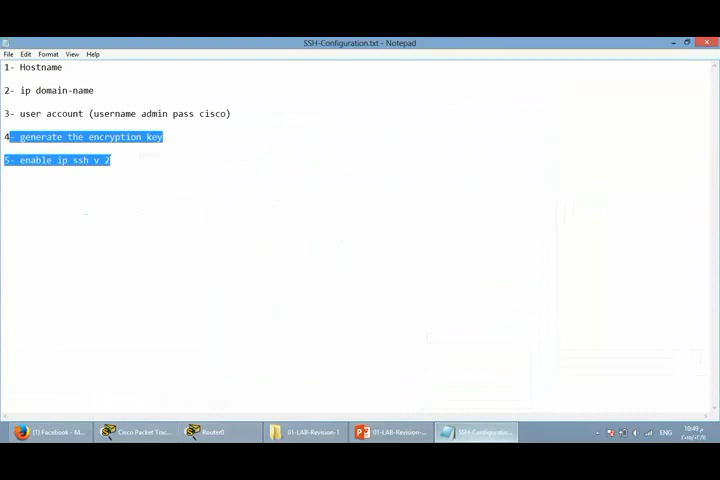 SSH-Configuration.txt - Notepad
File Edit Format View Help
1- Hostname
2- ip domain-name
3- user account (username admin pass cisco)
4- generate the encryption key
5- enable ip ssh v 2
(1) Facebook - M...
Cisco Packet Trac...
Router0
01-LAB-Revision-1
01-LAB-Revision-...
SSH-Configuratio...
ENG
10:49 م